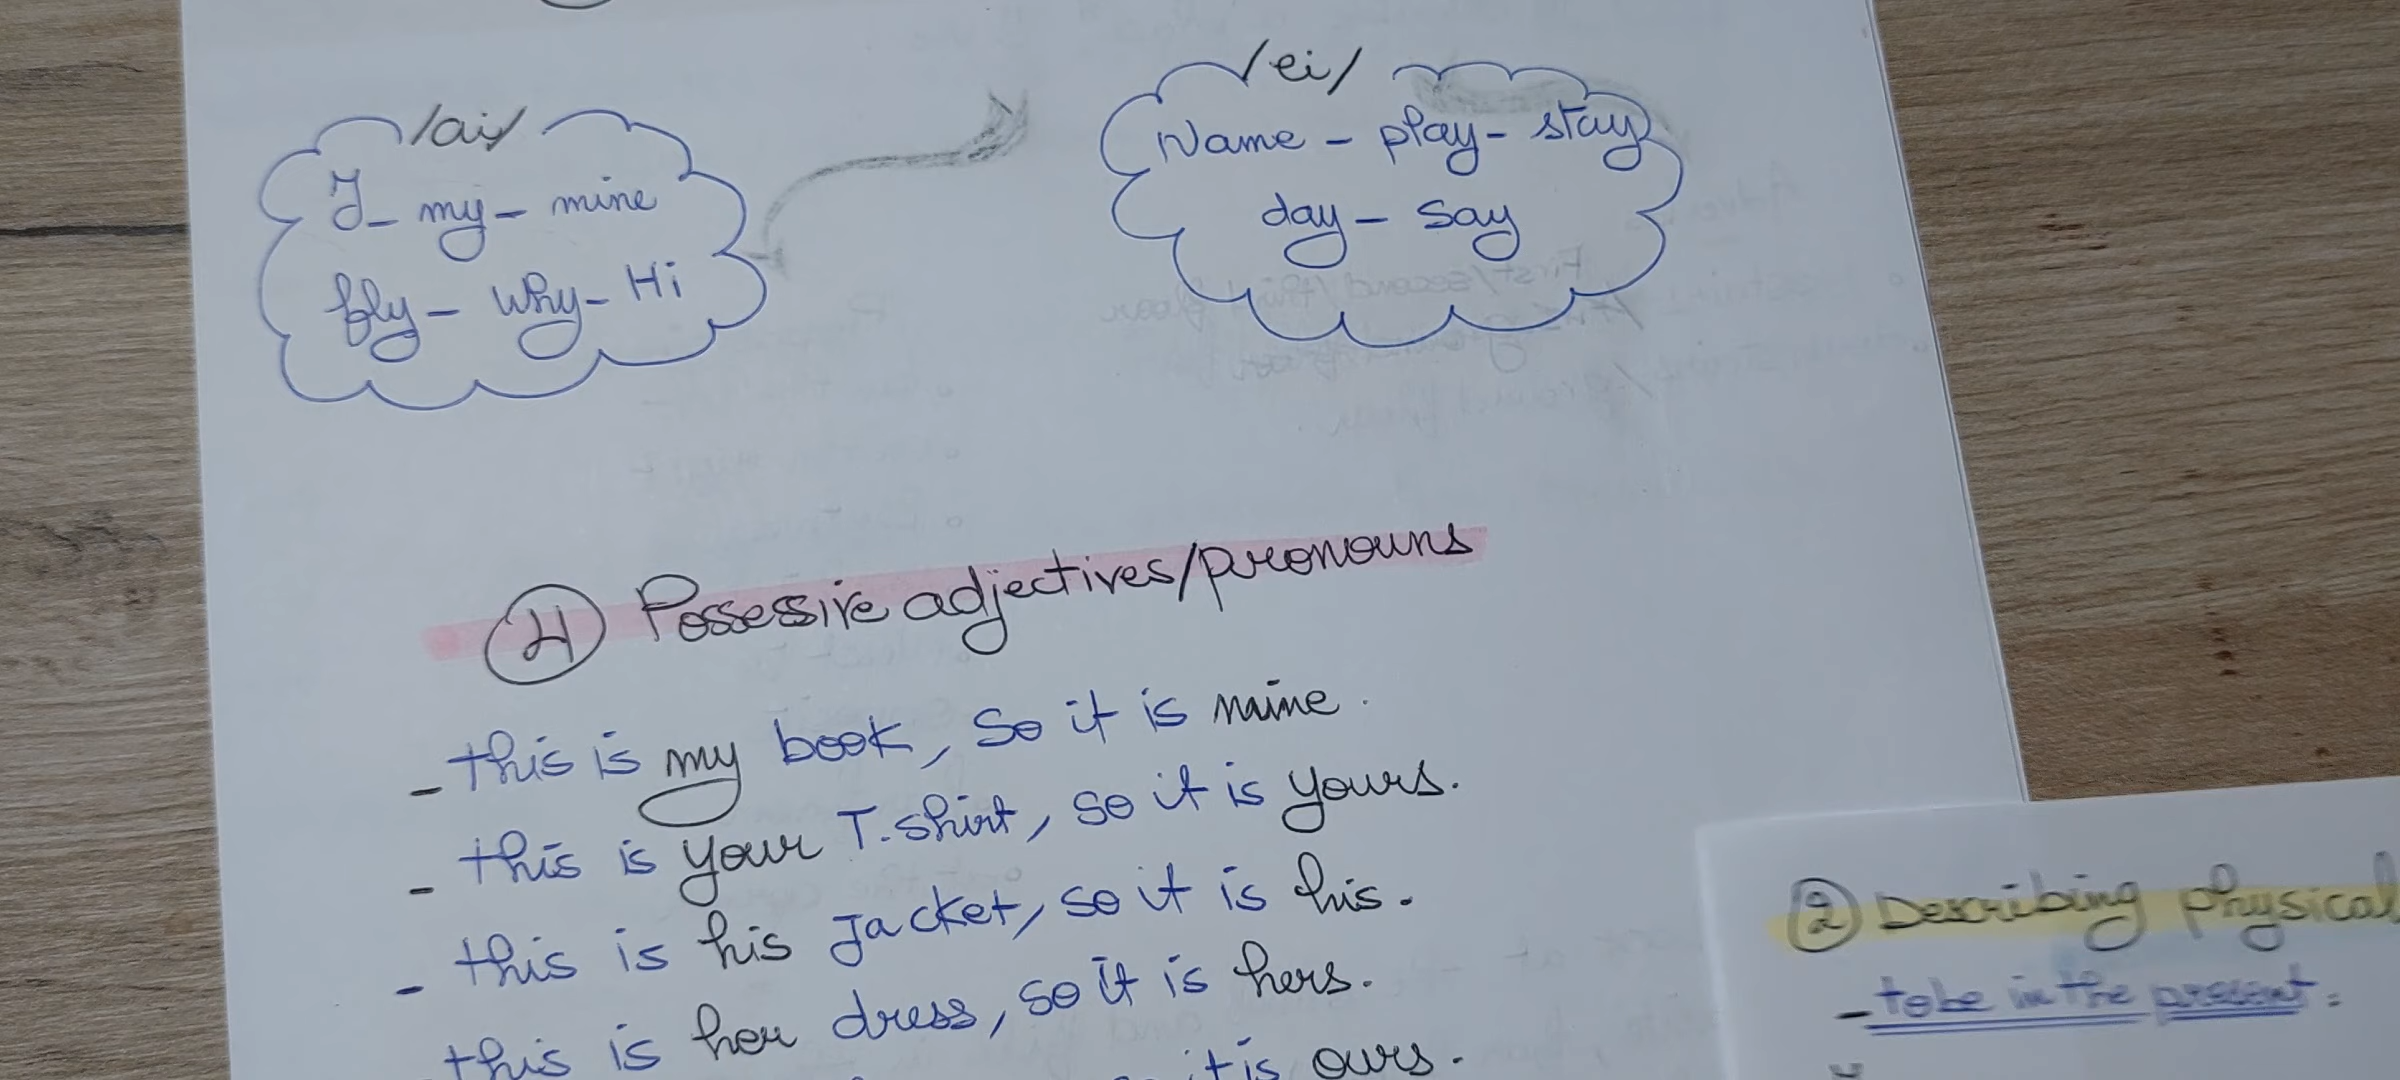 /ai/
I - my - mine
fly - why - Hi
/ei/
Name - play - stay
day - say
4 Possessive adjectives/pronouns
- this is my book, so it is mine.
- this is your T.shirt, so it is yours.
- this is his Jacket, so it is his.
- this is her dress, so it is hers.
it is ours.
2 Describing physical
- to be in the present: